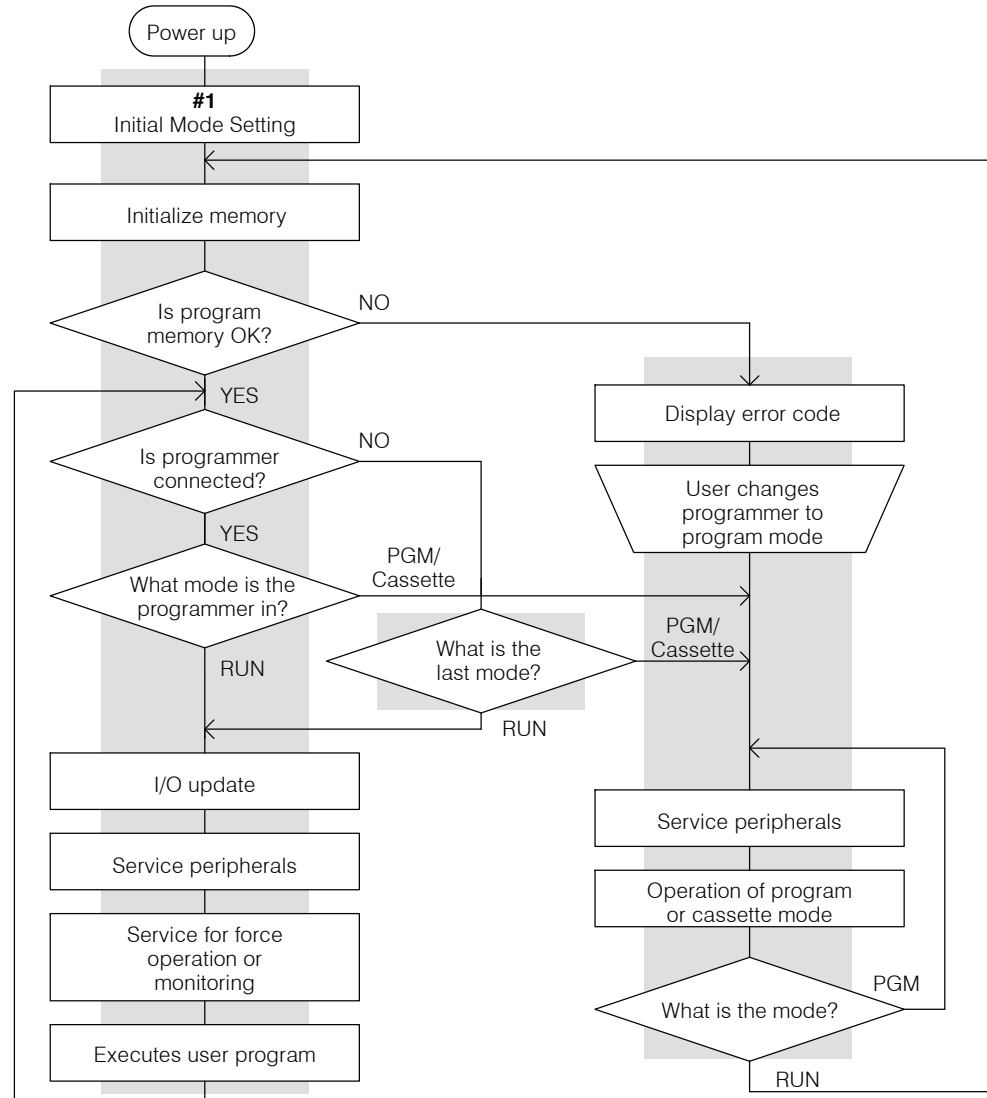 Power up
#1
Initial Mode Setting
Initialize memory
Is program
memory OK?
NO
YES
Display error code
Is programmer
connected?
NO
YES
User changes
programmer to
program mode
What mode is the
programmer in?
PGM/
Cassette
RUN
What is the
last mode?
PGM/
Cassette
RUN
I/O update
Service peripherals
Service for force
operation or
monitoring
Executes user program
Service peripherals
Operation of program
or cassette mode
What is the mode?
PGM
RUN